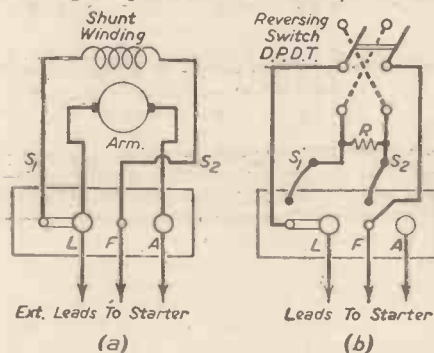 Shunt
Winding
Arm.
S1
S2
L
F
A
Ext. Leads To Starter
(a)
Reversing
Switch
D.P.D.T.
R
S1
S2
L
F
A
Leads To Starter
(b)